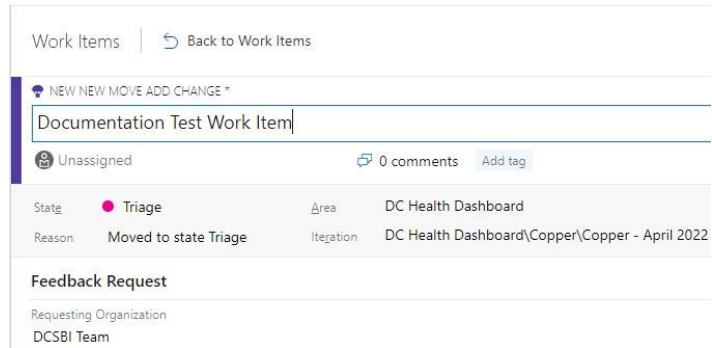 Work Items
Back to Work Items
NEW NEW MOVE ADD CHANGE *
Documentation Test Work Item
Unassigned
0 comments
Add tag
State
Triage
Area
DC Health Dashboard
Reason
Moved to state Triage
Iteration
DC Health Dashboard\Copper\Copper - April 2022
Feedback Request
Requesting Organization
DCSBI Team